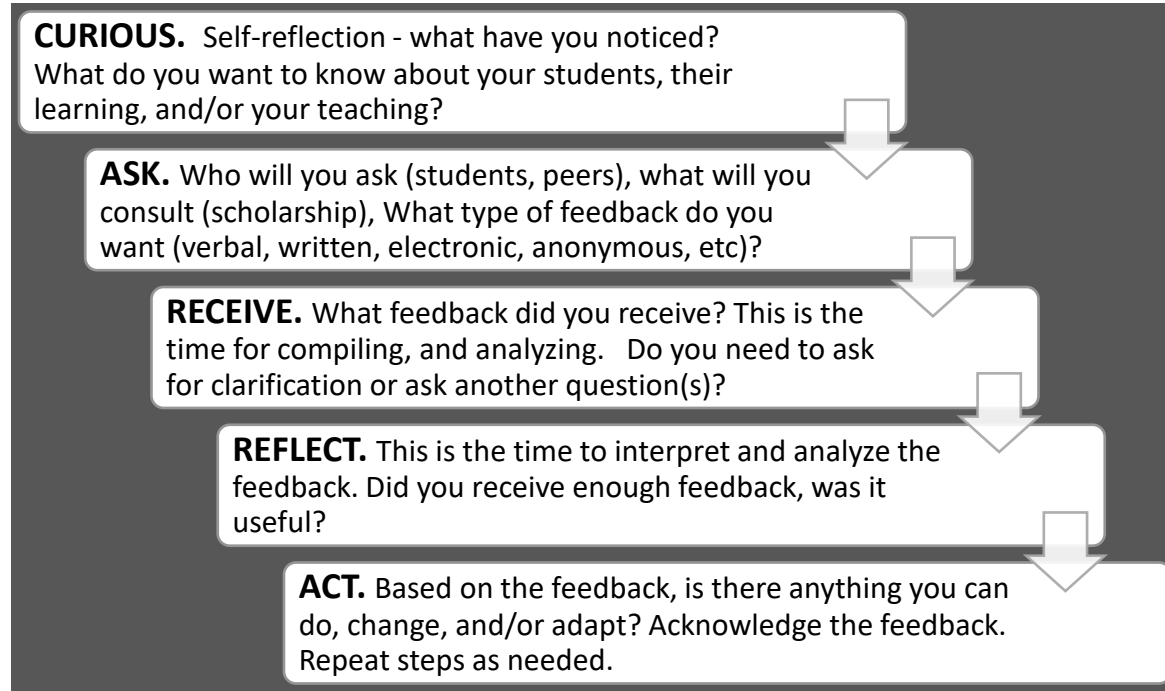 CURIOUS. Self-reflection - what have you noticed?
What do you want to know about your students, their
learning, and/or your teaching?
ASK. Who will you ask (students, peers), what will you
consult (scholarship), What type of feedback do you
want (verbal, written, electronic, anonymous, etc)?
RECEIVE. What feedback did you receive? This is the
time for compiling, and analyzing. Do you need to ask
for clarification or ask another question(s)?
REFLECT. This is the time to interpret and analyze the
feedback. Did you receive enough feedback, was it
useful?
ACT. Based on the feedback, is there anything you can
do, change, and/or adapt? Acknowledge the feedback.
Repeat steps as needed.